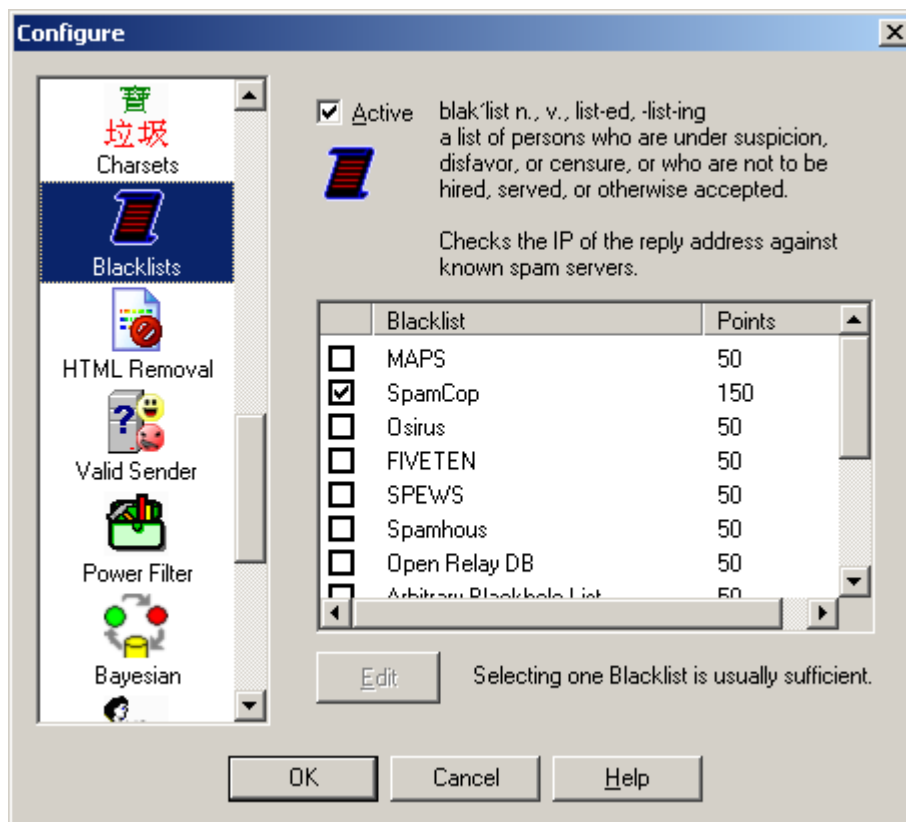 Configure
寶
垃圾
Charsets
Blacklists
HTML Removal
Valid Sender
Power Filter
Bayesian
Active
blak´list n., v., list-ed, -list-ing
a list of persons who are under suspicion,
disfavor, or censure, or who are not to be
hired, served, or otherwise accepted.
Checks the IP of the reply address against
known spam servers.
Blacklist Points
MAPS 50
SpamCop 150
Osirus 50
FIVETEN 50
SPEWS 50
Spamhous 50
Open Relay DB 50
Arbitrary Blackhole List 50
Edit
Selecting one Blacklist is usually sufficient.
OK Cancel Help